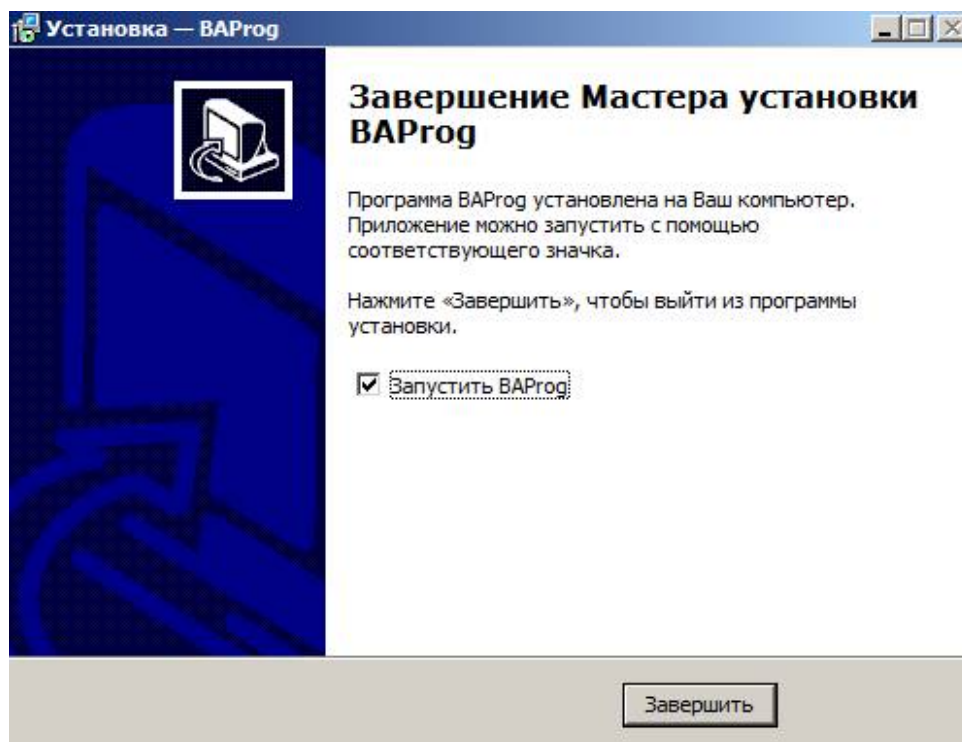 Установка — BAProg
Завершение Мастера установки
BAProg
Программа BAProg установлена на Ваш компьютер.
Приложение можно запустить с помощью
соответствующего значка.
Нажмите «Завершить», чтобы выйти из программы
установки.
Запустить BAProg
Завершить